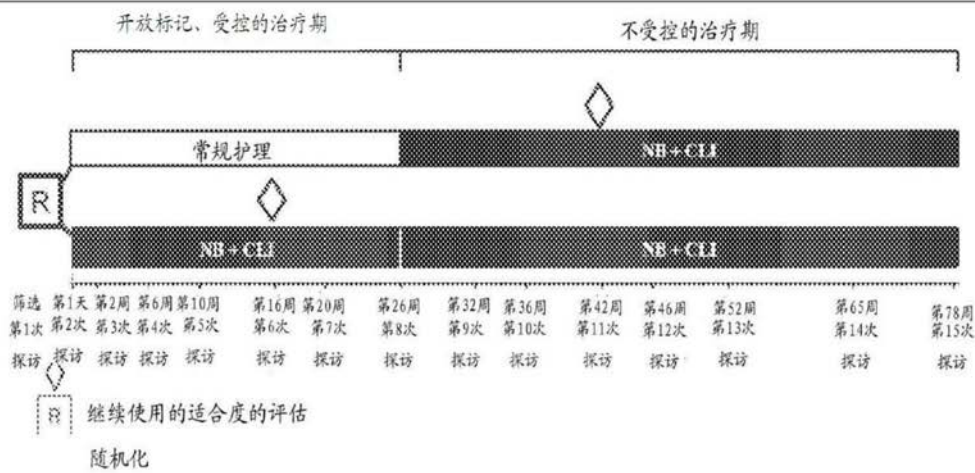 开放标记、受控的治疗期
不受控的治疗期
常规护理
NB+CLI
R
NB+CLI
NB+CLI
筛选 第1天 第2周 第6周 第10周 第16周 第20周 第26周 第32周 第36周 第42周 第46周 第52周 第65周 第78周
第1次 第2次 第3次 第4次 第5次 第6次 第7次 第8次 第9次 第10次 第11次 第12次 第13次 第14次 第15次
探访 探访 探访 探访 探访 探访 探访 探访 探访 探访 探访 探访 探访 探访 探访
R 继续使用的适合度的评估
随机化